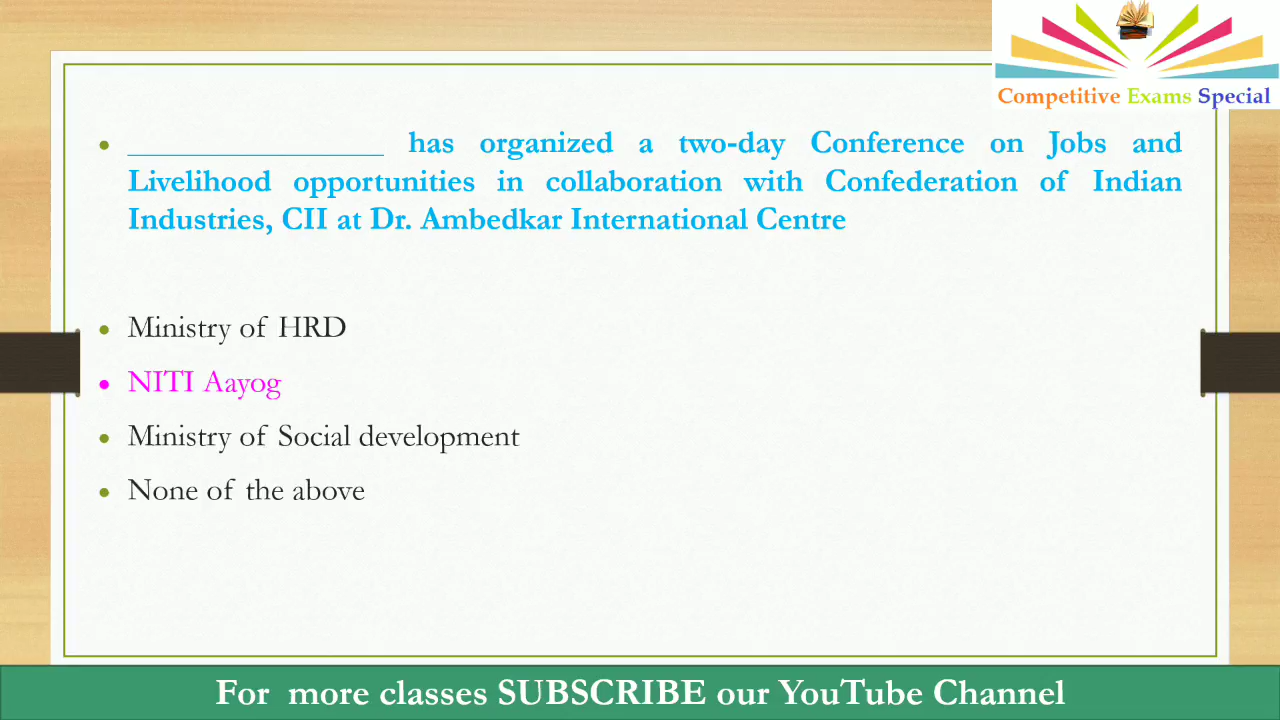 Competitive Exams Special
_________________ has organized a two-day Conference on Jobs and
Livelihood opportunities in collaboration with Confederation of Indian
Industries, CII at Dr. Ambedkar International Centre
Ministry of HRD
NITI Aayog
Ministry of Social development
None of the above
For more classes SUBSCRIBE our YouTube Channel